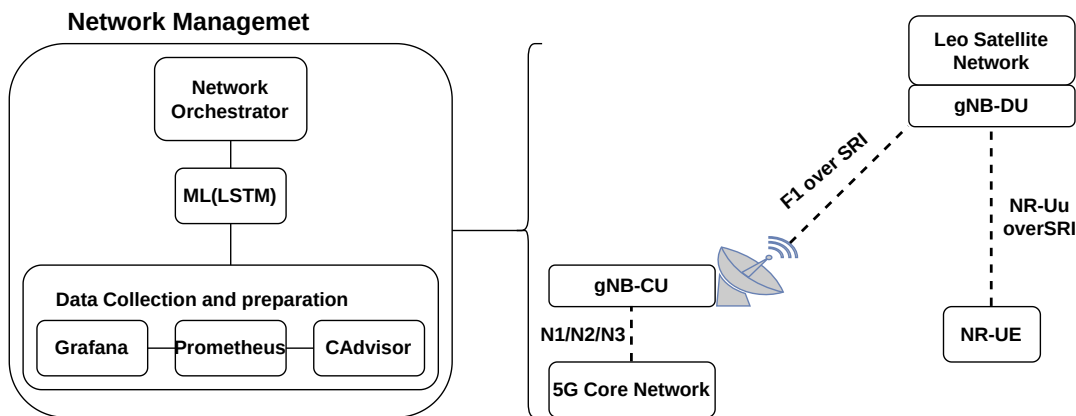 Network Managemet
Network
Orchestrator
ML(LSTM)
Data Collection and preparation
Grafana
Prometheus
CAdvisor
Leo Satellite
Network
gNB-DU
F1 over SRI
NR-Uu
overSRI
gNB-CU
N1/N2/N3
NR-UE
5G Core Network